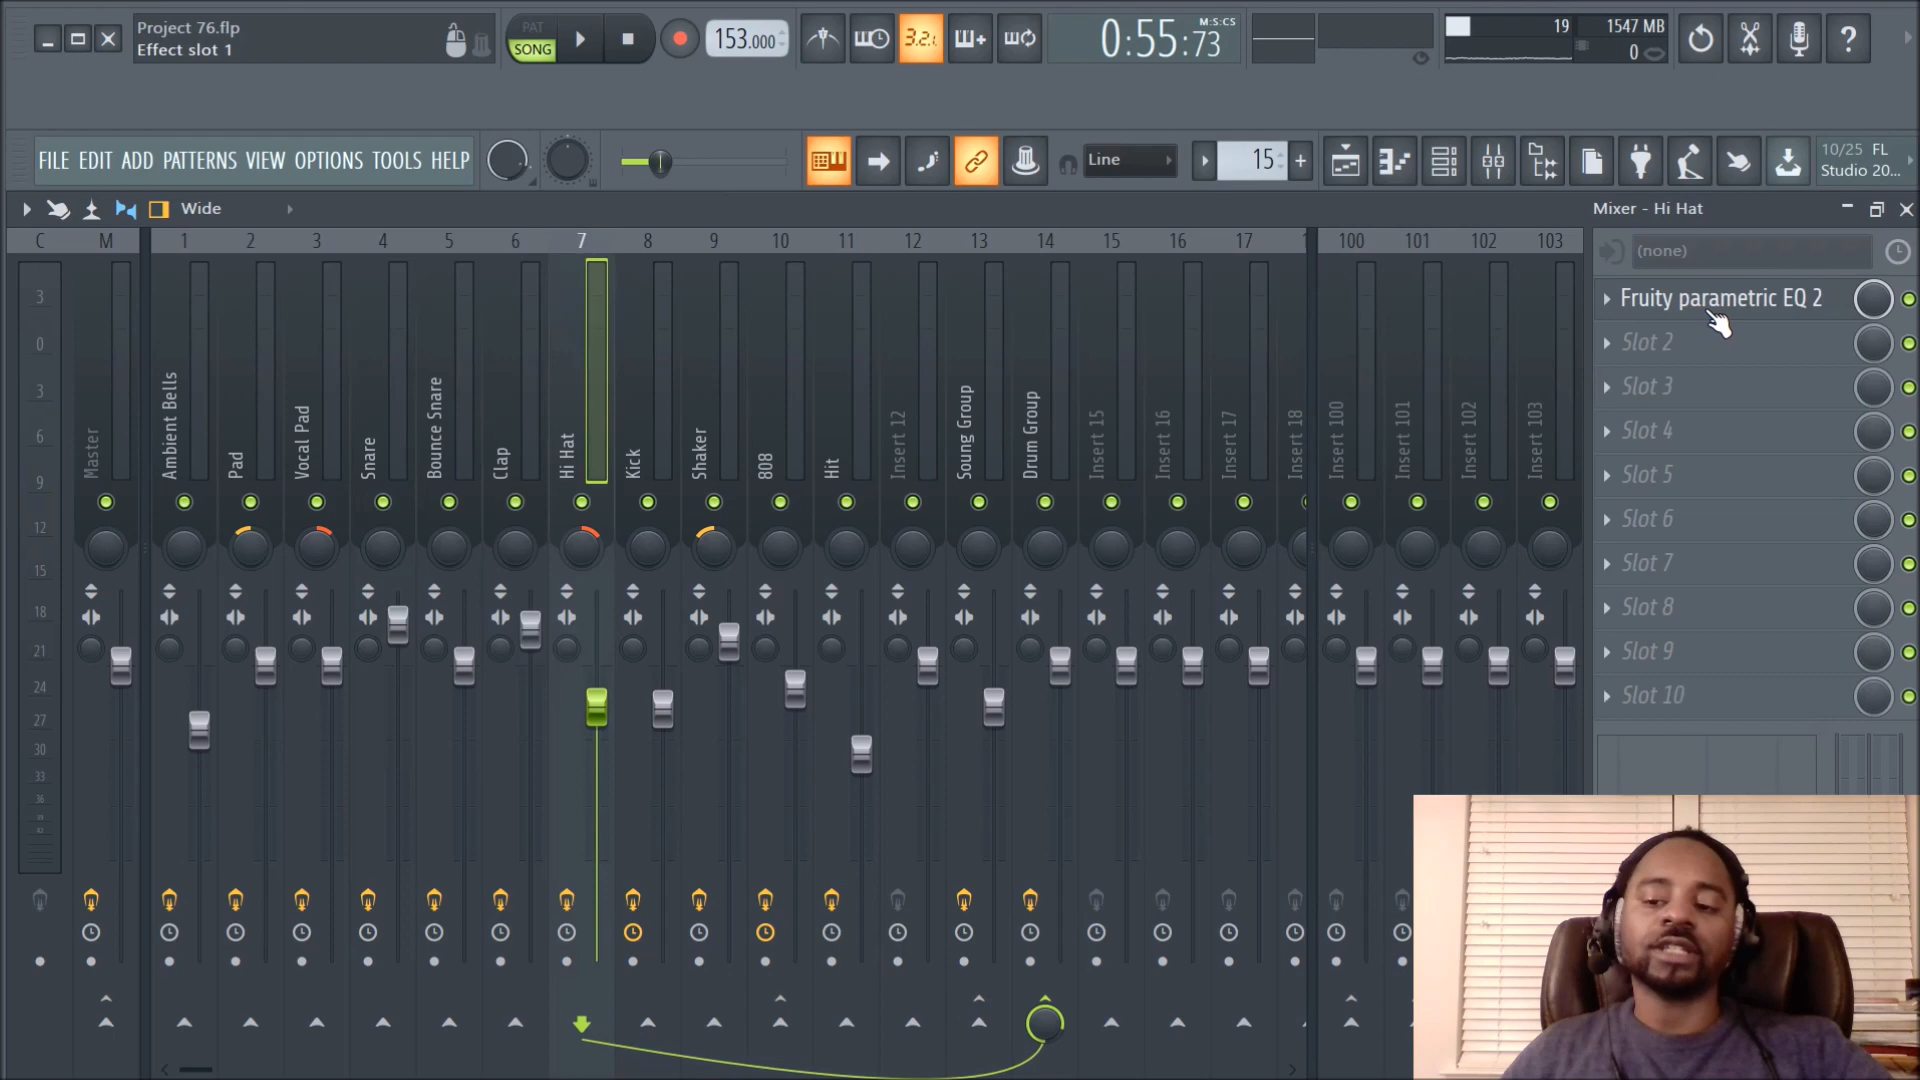 Project 76.flp
Effect slot 1
PAT
SONG
153.000
3.2.
0:55:73
M:S:CS
19
1547 MB
0
?
FILE EDIT ADD PATTERNS VIEW OPTIONS TOOLS HELP
Line
15
+
10/25 FL
Studio 20...
Wide
Mixer - Hi Hat
C M 1 2 3 4 5 6 7 8 9 10 11 12 13 14 15 16 17 1 100 101 102 103
(none)
Fruity parametric EQ 2
Slot 2
Slot 3
Slot 4
Slot 5
Slot 6
Slot 7
Slot 8
Slot 9
Slot 10
3
0
3
6
9
12
15
18
21
24
27
30
33
36
Master
Ambient Bells
Pad
Vocal Pad
Snare
Bounce Snare
Clap
Hi Hat
Kick
Shaker
808
Hit
Insert 12
Soung Group
Drum Group
Insert 15
Insert 16
Insert 17
Insert 18
Insert 100
Insert 101
Insert 102
Insert 103